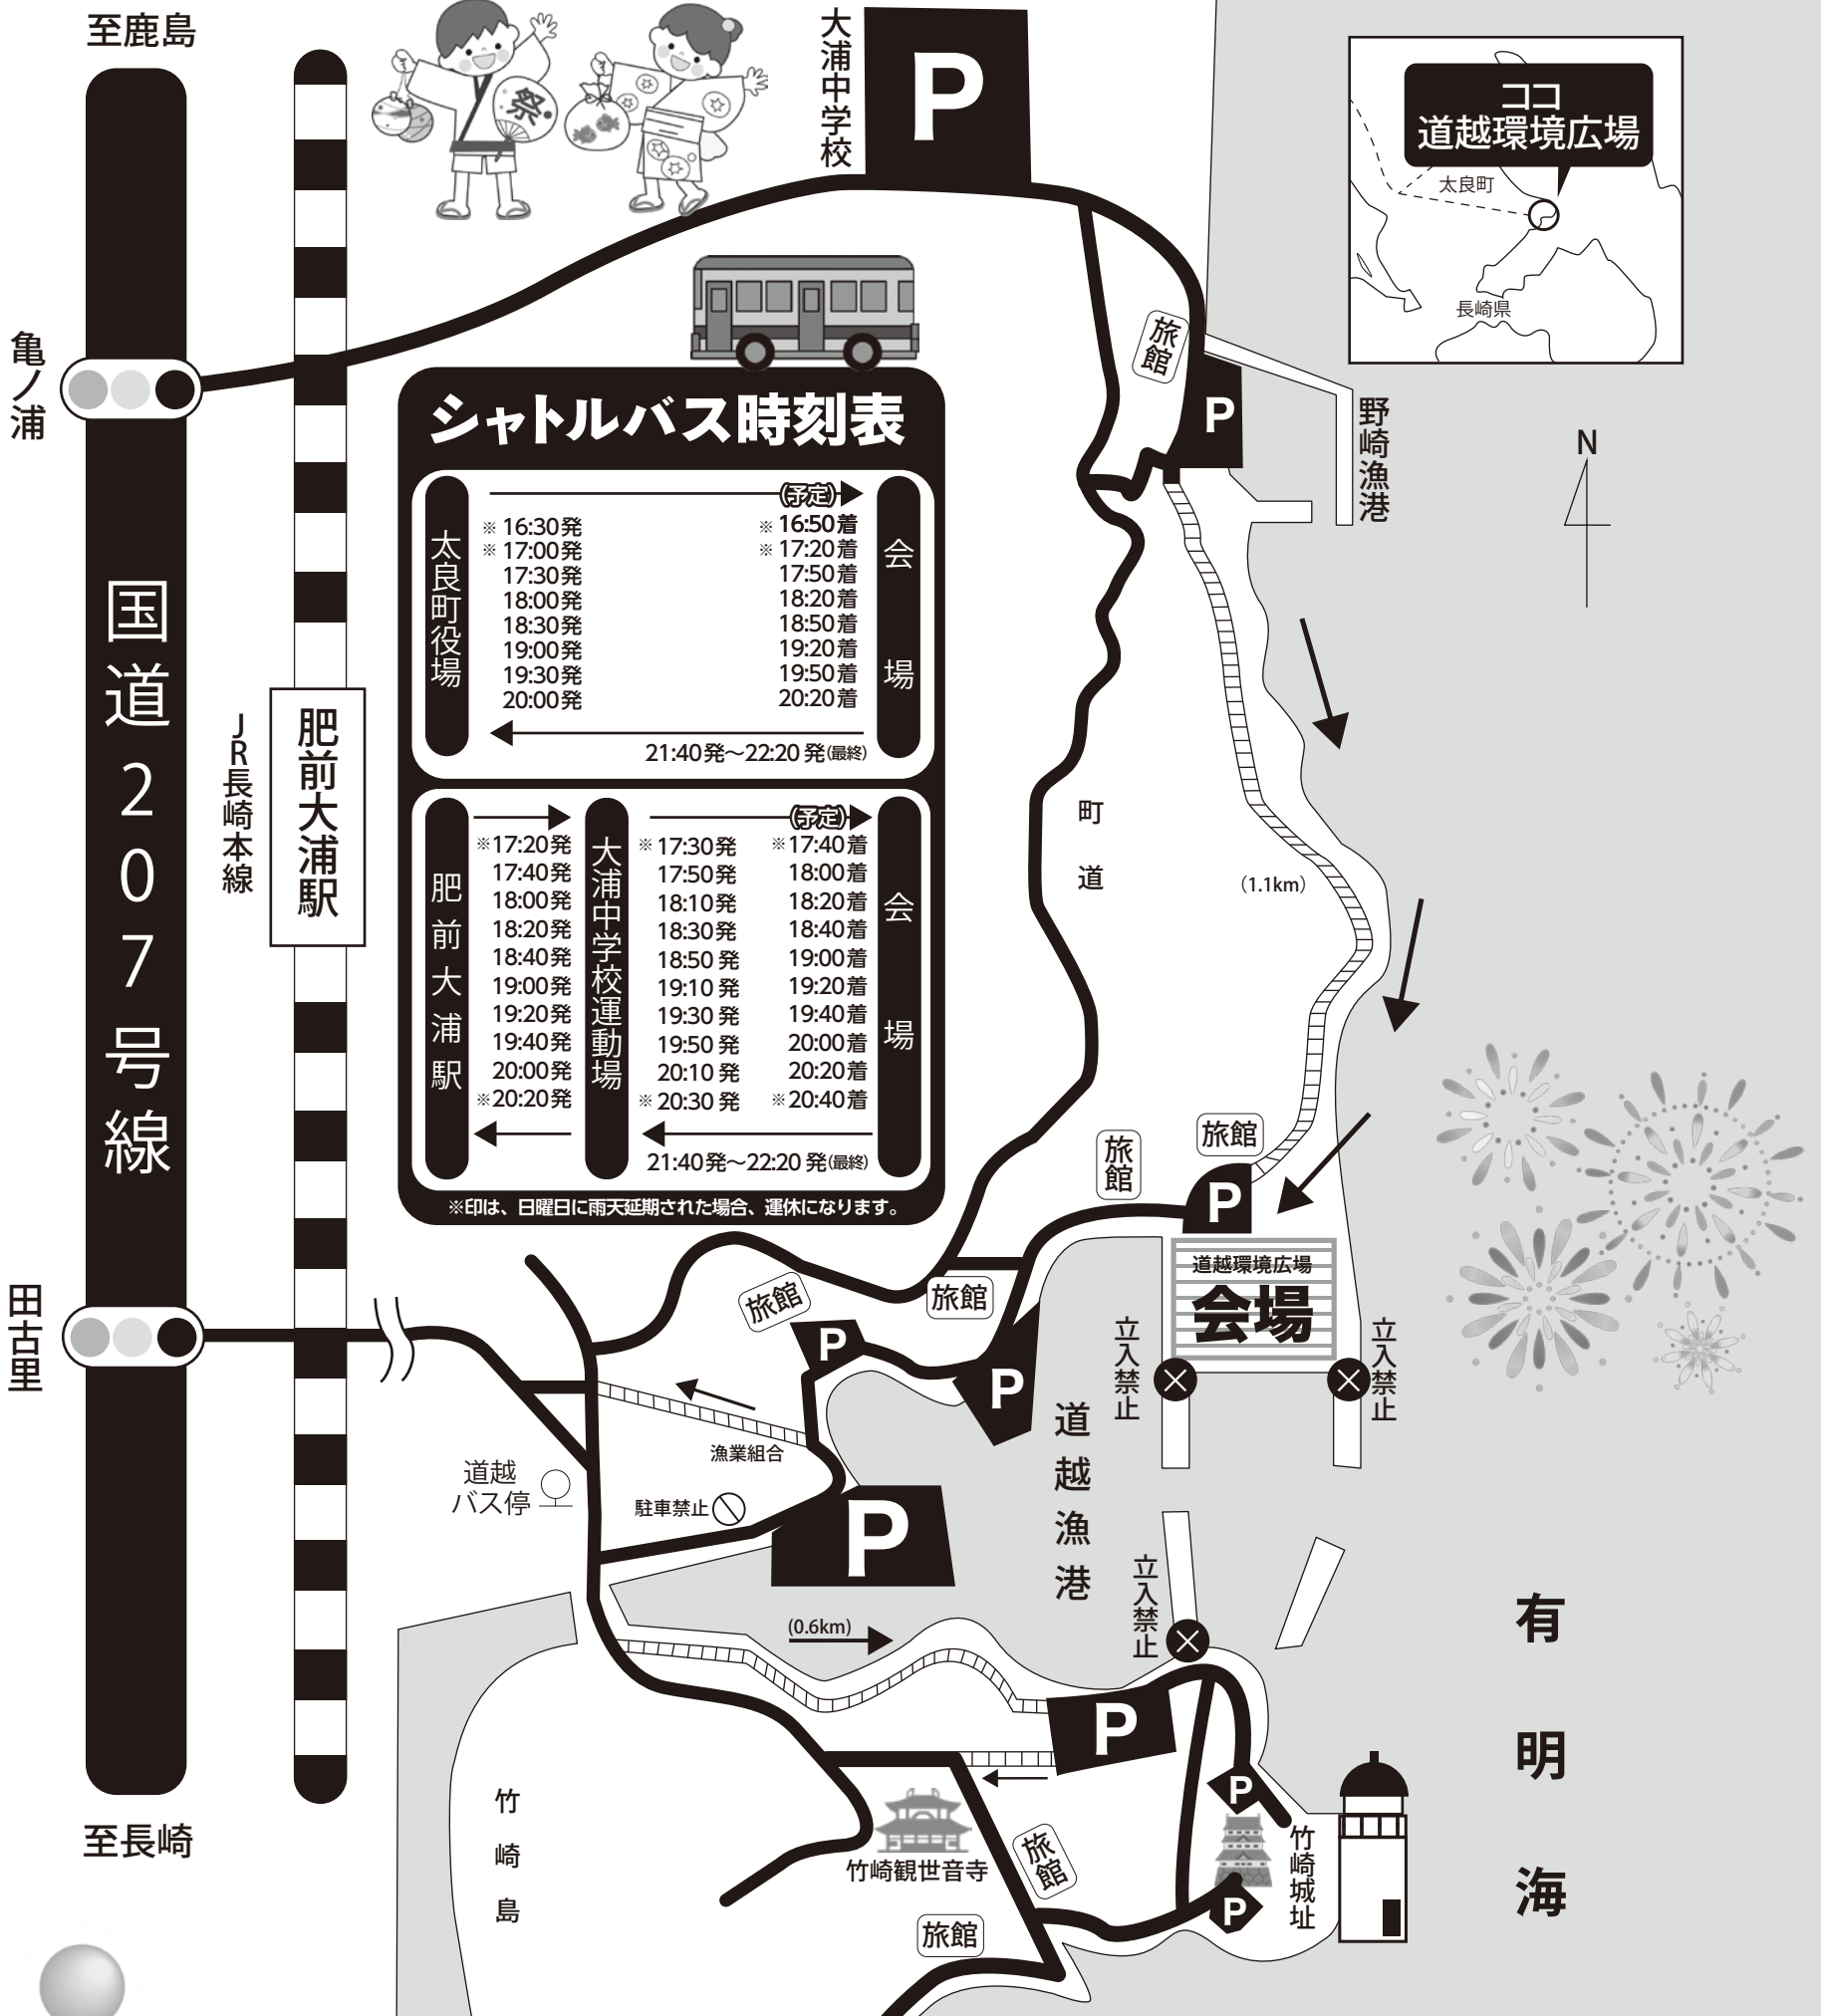 至鹿島
国道207号線
至長崎
亀ノ浦
田古里
JR長崎本線
肥前大浦駅
祭
大浦中学校
P
ココ
道越環境広場
太良町
長崎県
N
旅館
P
野崎漁港
シャトルバス時刻表
太良町役場
(予定)
会場
※ 16:30発 ※ 16:50着
※ 17:00発 ※ 17:20着
17:30発 17:50着
18:00発 18:20着
18:30発 18:50着
19:00発 19:20着
19:30発 19:50着
20:00発 20:20着
21:40発～22:20発(最終)
肥前大浦駅
大浦中学校運動場
(予定)
会場
※17:20発 ※17:30発 ※17:40着
17:40発 17:50発 18:00着
18:00発 18:10発 18:20着
18:20発 18:30発 18:40着
18:40発 18:50発 19:00着
19:00発 19:10発 19:20着
19:20発 19:30発 19:40着
19:40発 19:50発 20:00着
20:00発 20:10発 20:20着
※20:20発 ※20:30発 ※20:40着
21:40発～22:20発(最終)
※印は、日曜日に雨天延期された場合、運休になります。
町道
(1.1km)
旅館
旅館
P
道越環境広場
会場
立入禁止
立入禁止
旅館
旅館
P
P
道越漁港
漁業組合
道越
バス停
駐車禁止
P
(0.6km)
立入禁止
有明海
P
P
竹崎島
竹崎観世音寺
旅館
竹崎城址
P
旅館